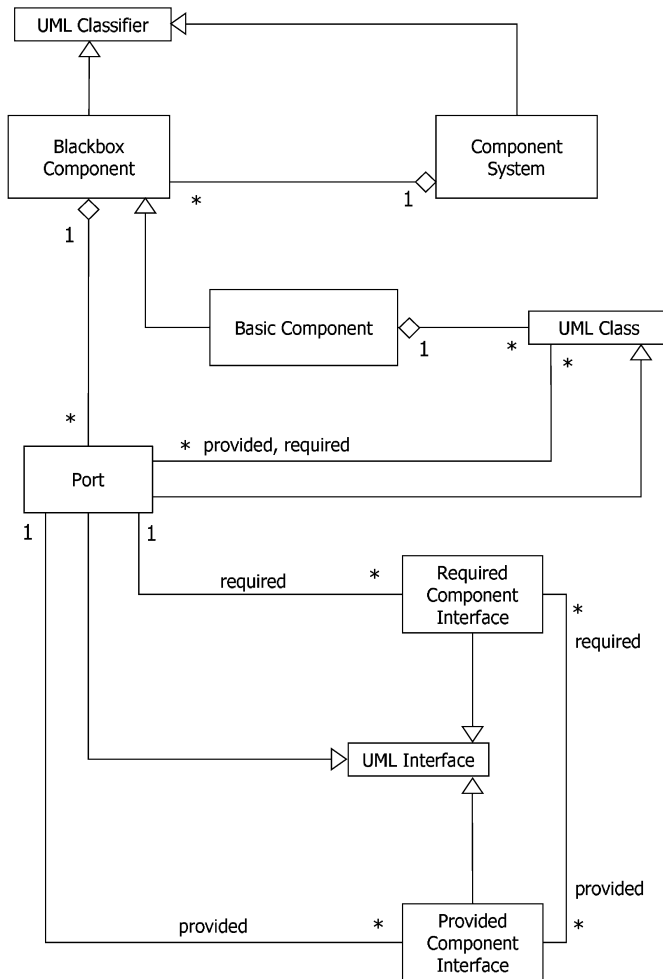 UML Classifier
Blackbox
Component
Component
System
*
1
1
Basic Component
UML Class
1
*
*
*
* provided, required
Port
1
1
required
*
Required
Component
Interface
*
required
UML Interface
provided
provided
*
Provided
Component
Interface
*